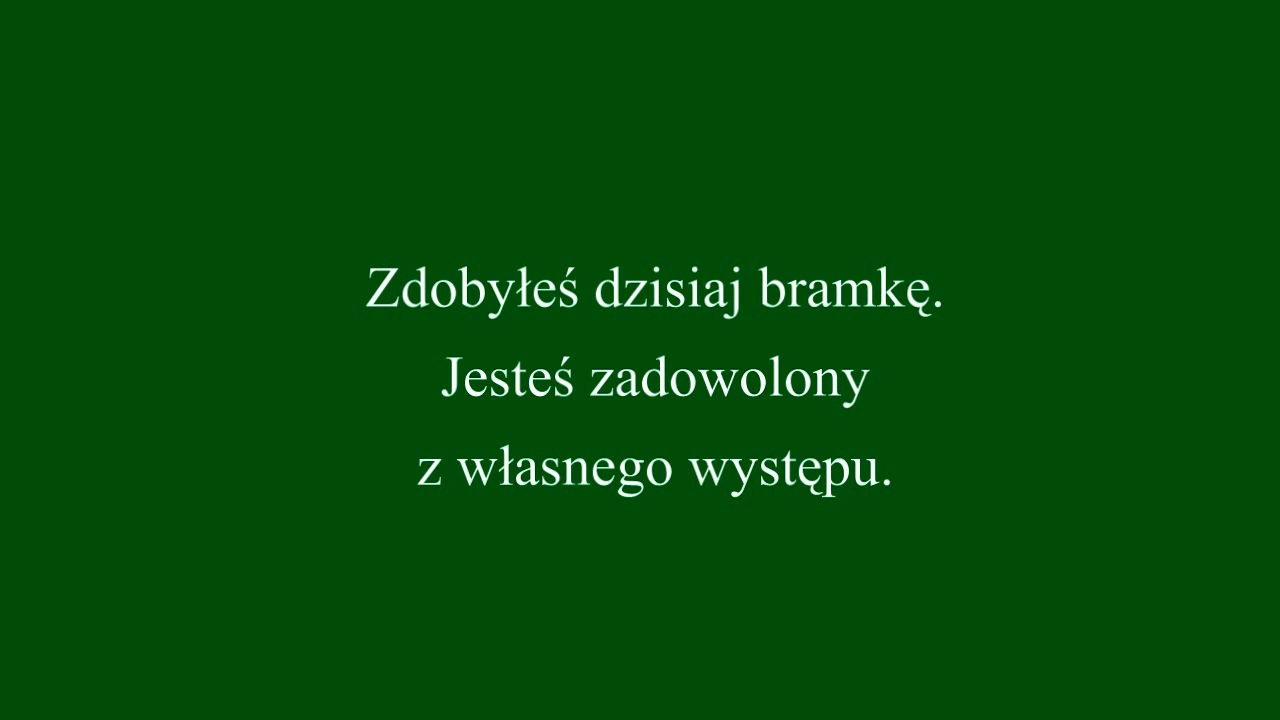 Zdobyłeś dzisiaj bramkę.
Jesteś zadowolony
z własnego występu.